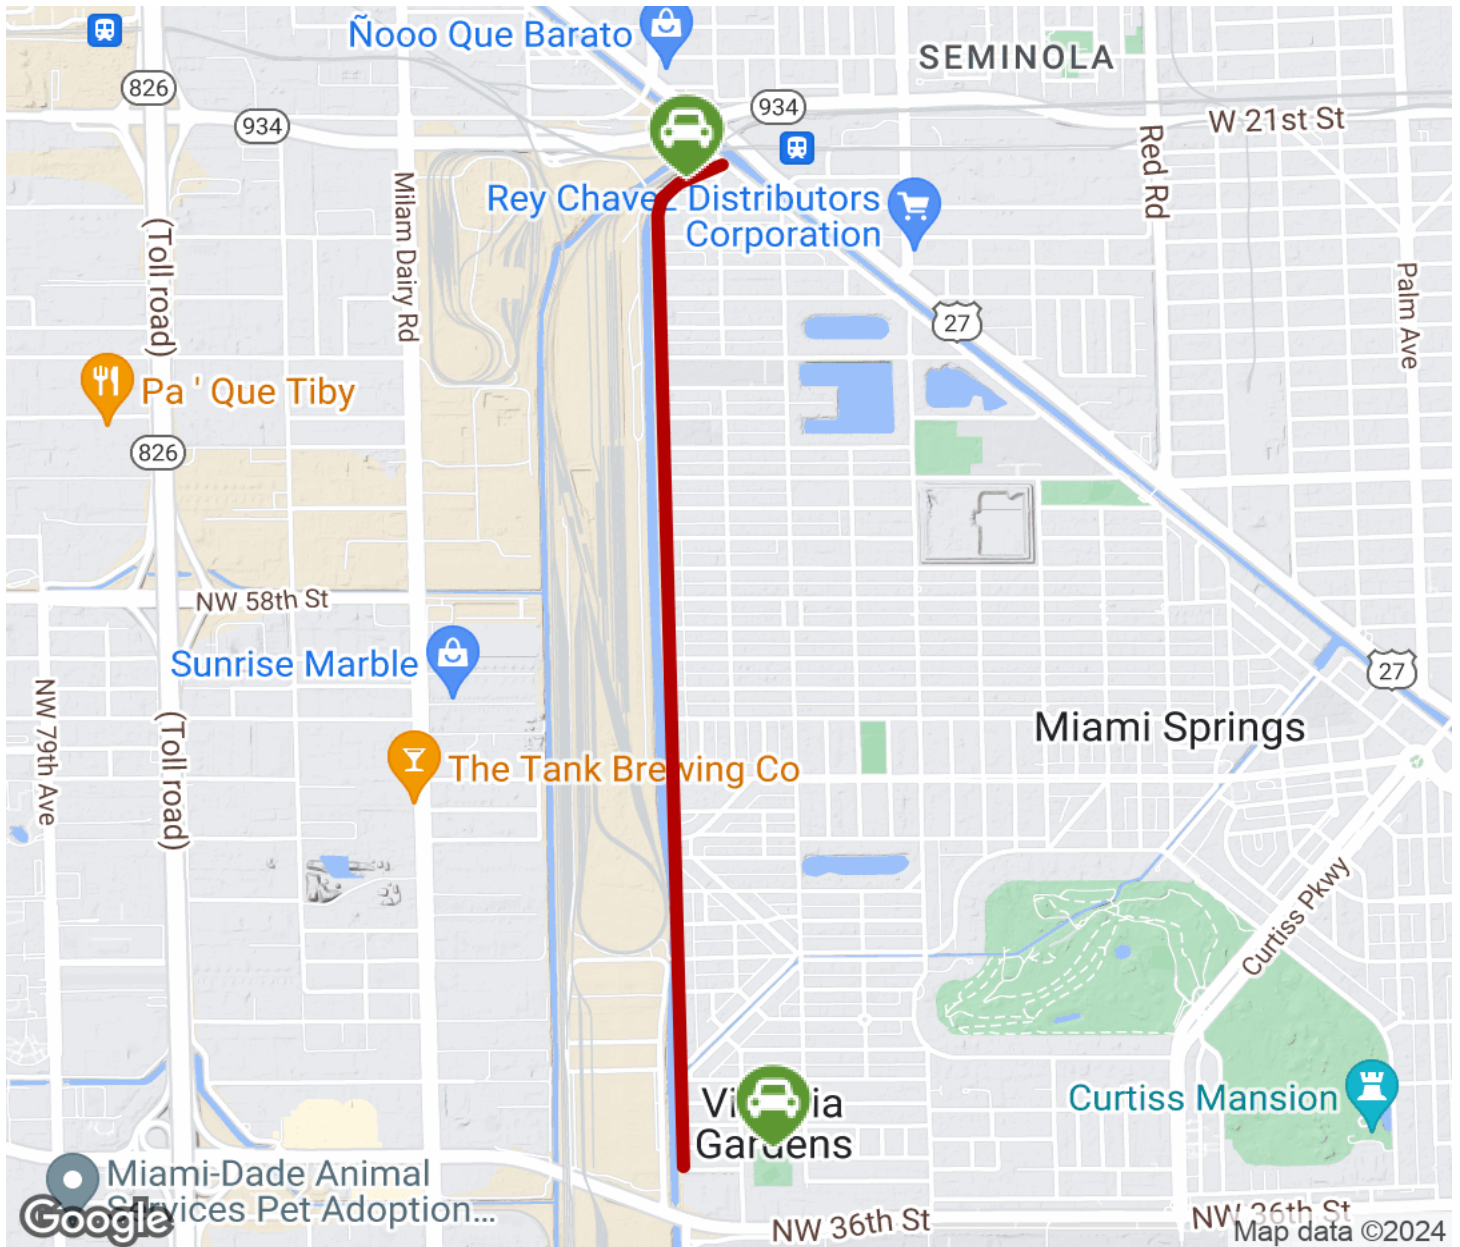 Ñooo Que Barato
SEMINOLA
826
934
934
W 21st St
Red Rd
Milam Dairy Rd
Rey Chavez Distributors
Corporation
(Toll road)
Palm Ave
27
Pa ' Que Tiby
826
NW 58th St
Sunrise Marble
27
NW 79th Ave
(Toll road)
Miami Springs
The Tank Brewing Co
Curtiss Pkwy
Curtiss Mansion
Gardens
Miami-Dade Animal
Services Pet Adoption...
Google
NW 36th St
NW 36th St
Map data ©2024